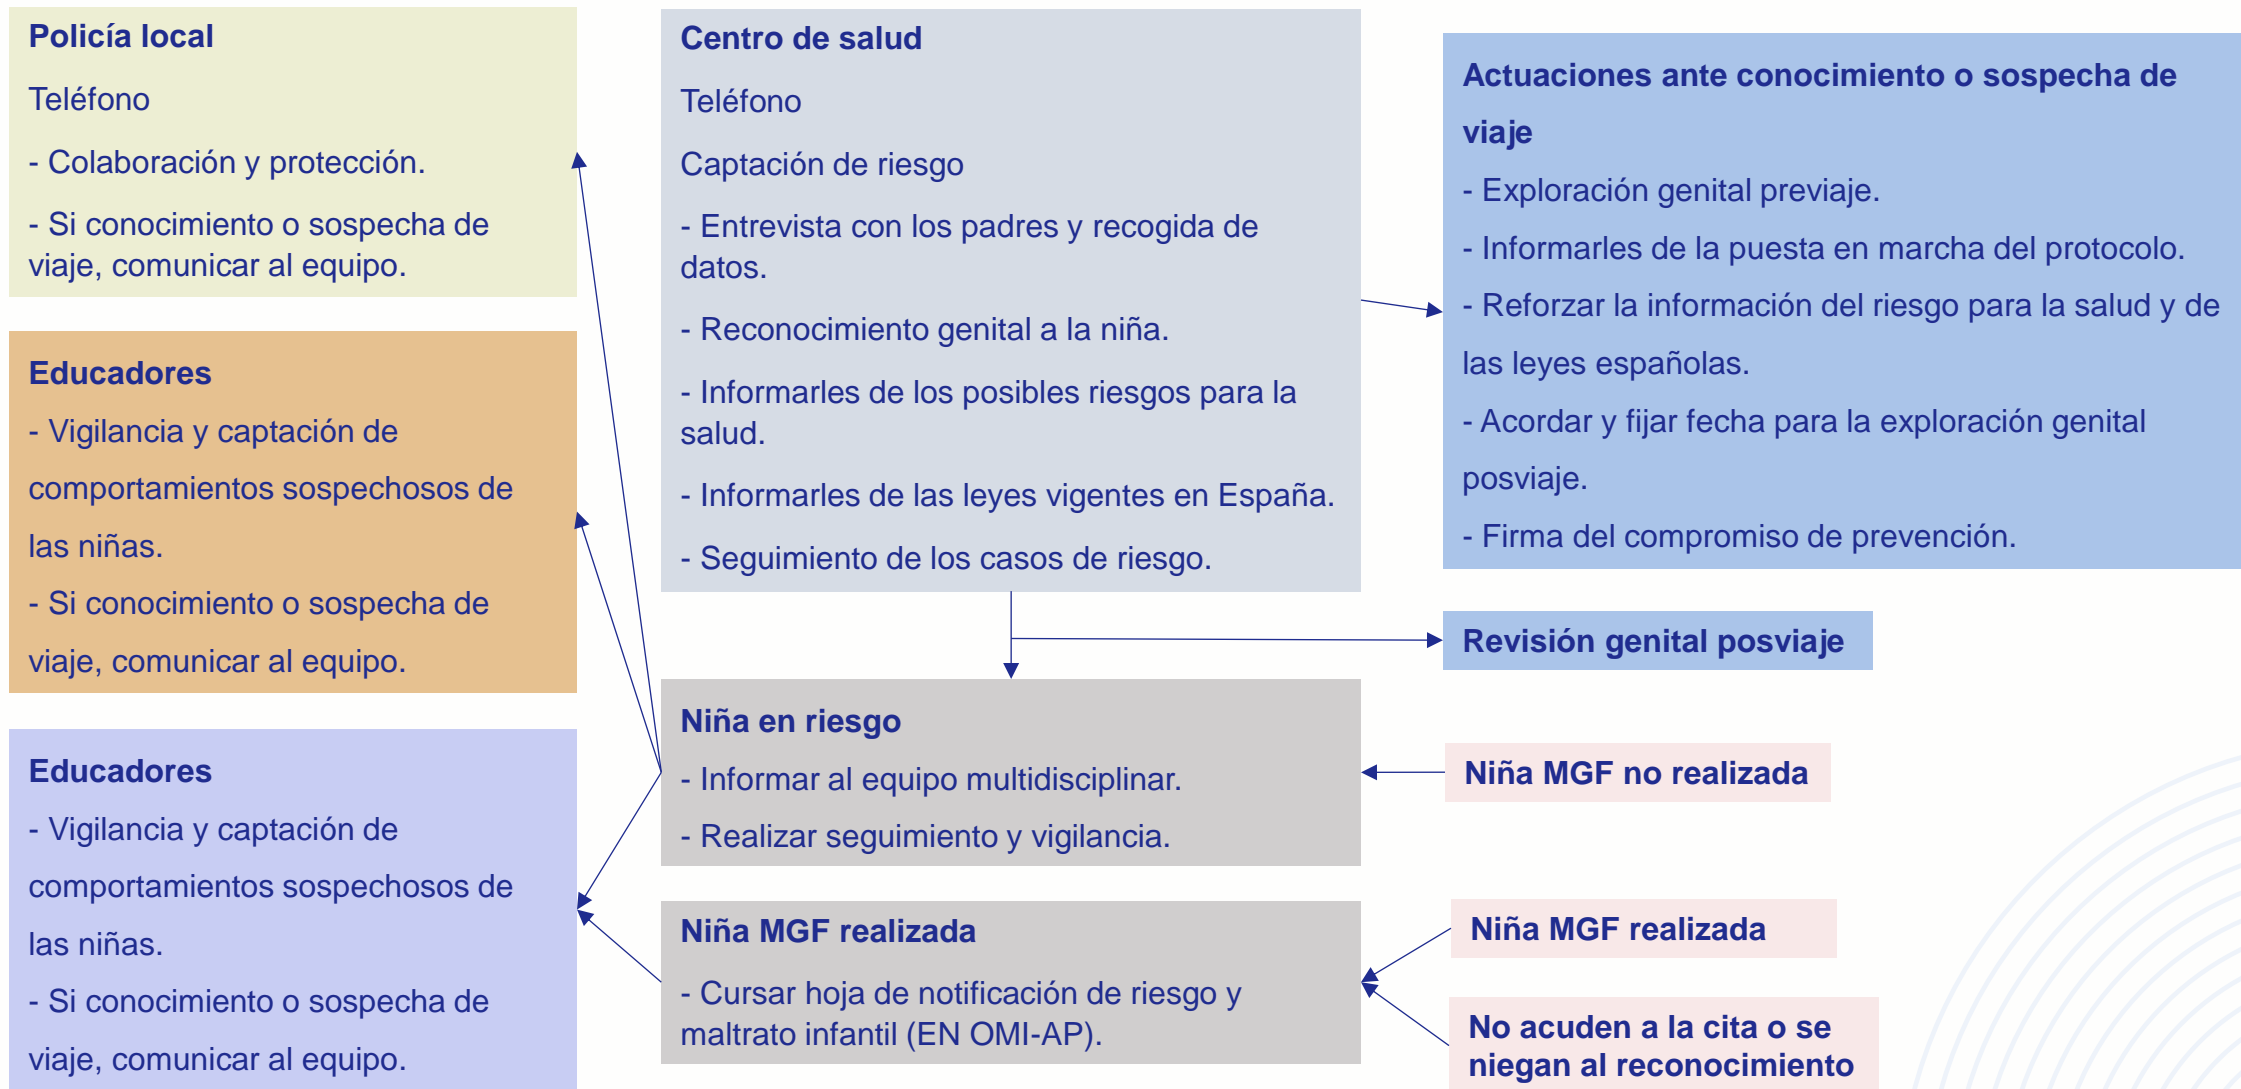 Policía local
Teléfono
- Colaboración y protección.
- Si conocimiento o sospecha de
viaje, comunicar al equipo.
Educadores
- Vigilancia y captación de
comportamientos sospechosos de
las niñas.
- Si conocimiento o sospecha de
viaje, comunicar al equipo.
Educadores
- Vigilancia y captación de
comportamientos sospechosos de
las niñas.
- Si conocimiento o sospecha de
viaje, comunicar al equipo.
Centro de salud
Teléfono
Captación de riesgo
- Entrevista con los padres y recogida de
datos.
- Reconocimiento genital a la niña.
- Informarles de los posibles riesgos para la
salud.
- Informarles de las leyes vigentes en España.
- Seguimiento de los casos de riesgo.
Niña en riesgo
- Informar al equipo multidisciplinar.
- Realizar seguimiento y vigilancia.
Niña MGF realizada
- Cursar hoja de notificación de riesgo y
maltrato infantil (EN OMI-AP).
Actuaciones ante conocimiento o sospecha de
viaje
- Exploración genital previaje.
- Informarles de la puesta en marcha del protocolo.
- Reforzar la información del riesgo para la salud y de
las leyes españolas.
- Acordar y fijar fecha para la exploración genital
posviaje.
- Firma del compromiso de prevención.
Revisión genital posviaje
Niña MGF no realizada
Niña MGF realizada
No acuden a la cita o se
niegan al reconocimiento